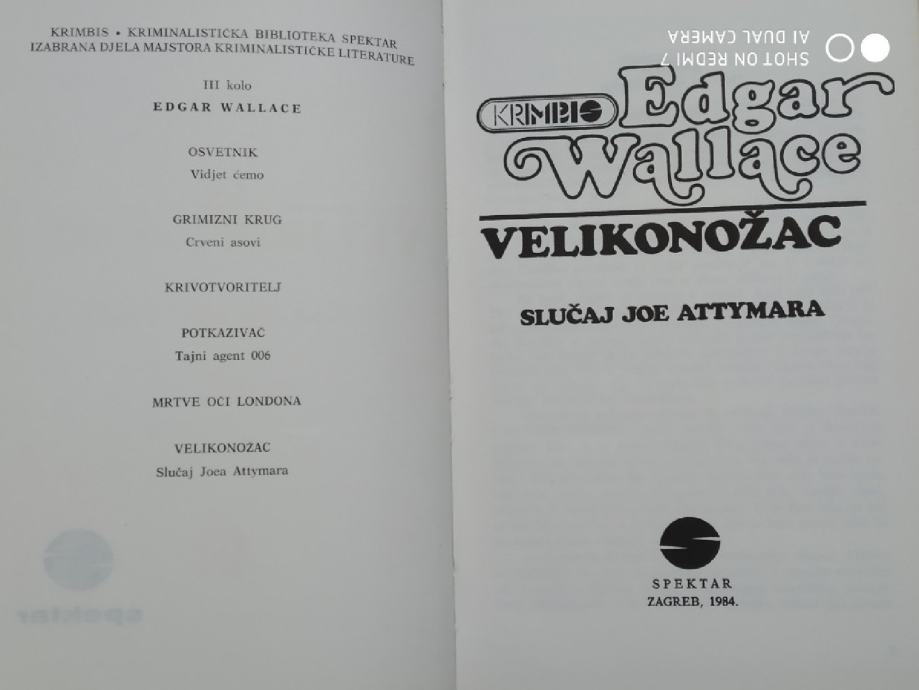 KRIMBIS • KRIMINALISTIČKA BIBLIOTEKA SPEKTAR
IZABRANA DJELA MAJSTORA KRIMINALISTIČKE LITERATURE
III kolo
EDGAR WALLACE
OSVETNIK
Vidjet ćemo
GRIMIZNI KRUG
Crveni asovi
KRIVOTVORITELJ
POTKAZIVAČ
Tajni agent 006
MRTVE OČI LONDONA
VELIKONOŽAC
Slučaj Joea Attymara
spektar
SHOT ON REDMI 7
AI DUAL CAMERA
KRIMBIS
Edgar
Wallace
VELIKONOŽAC
SLUČAJ JOE ATTYMARA
SPEKTAR
ZAGREB, 1984.